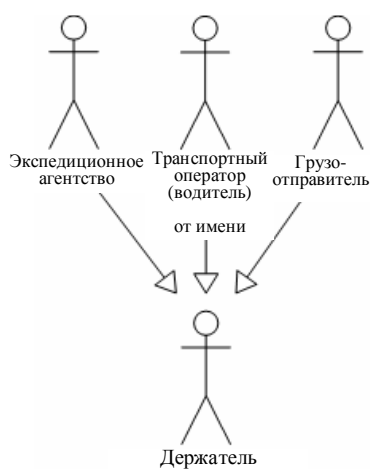 Экспедиционное
агентство
Транспортный
оператор
(водитель)
Грузо-
отправитель
от имени
Держатель